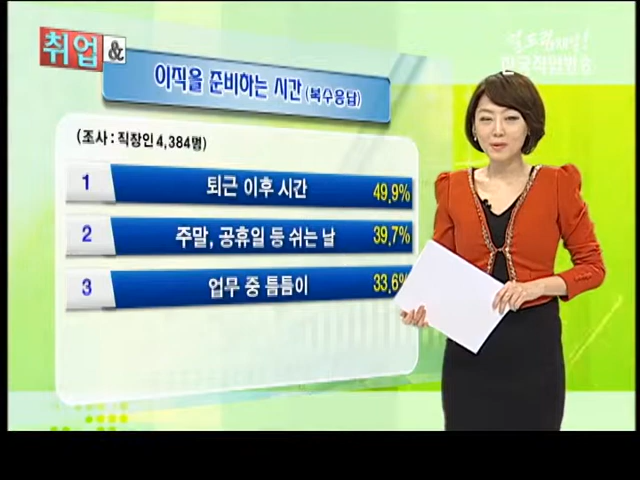 취업 &
이직을 준비하는 시간 (복수응답)
(조사 : 직장인 4,384명)
1 퇴근 이후 시간 49.9%
2 주말, 공휴일 등 쉬는 날 39.7%
3 업무 중 틈틈이 33.6%
한국직업방송